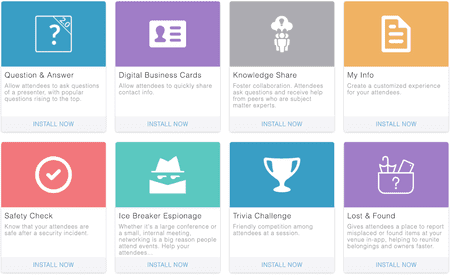 2.0
Question & Answer
Allow attendees to ask questions
of a presenter, with popular
questions rising to the top.
INSTALL NOW
Digital Business Cards
Allow attendees to quickly share
contact info.
INSTALL NOW
Knowledge Share
Foster collaboration. Attendees
ask questions and receive help
from peers who are subject
matter experts.
INSTALL NOW
My Info
Create a customized experience
for your attendees.
INSTALL NOW
Safety Check
Know that your attendees are
safe after a security incident.
INSTALL NOW
Ice Breaker Espionage
Whether it's a large conference or
a small, internal meeting,
networking is a big reason people
attend events. Help your
attendees...
INSTALL NOW
Trivia Challenge
Friendly competition among
attendees at a session.
INSTALL NOW
Lost & Found
Gives attendees a place to report
misplaced or found items at your
venue in-app, helping to reunite
belongings and owners faster.
INSTALL NOW